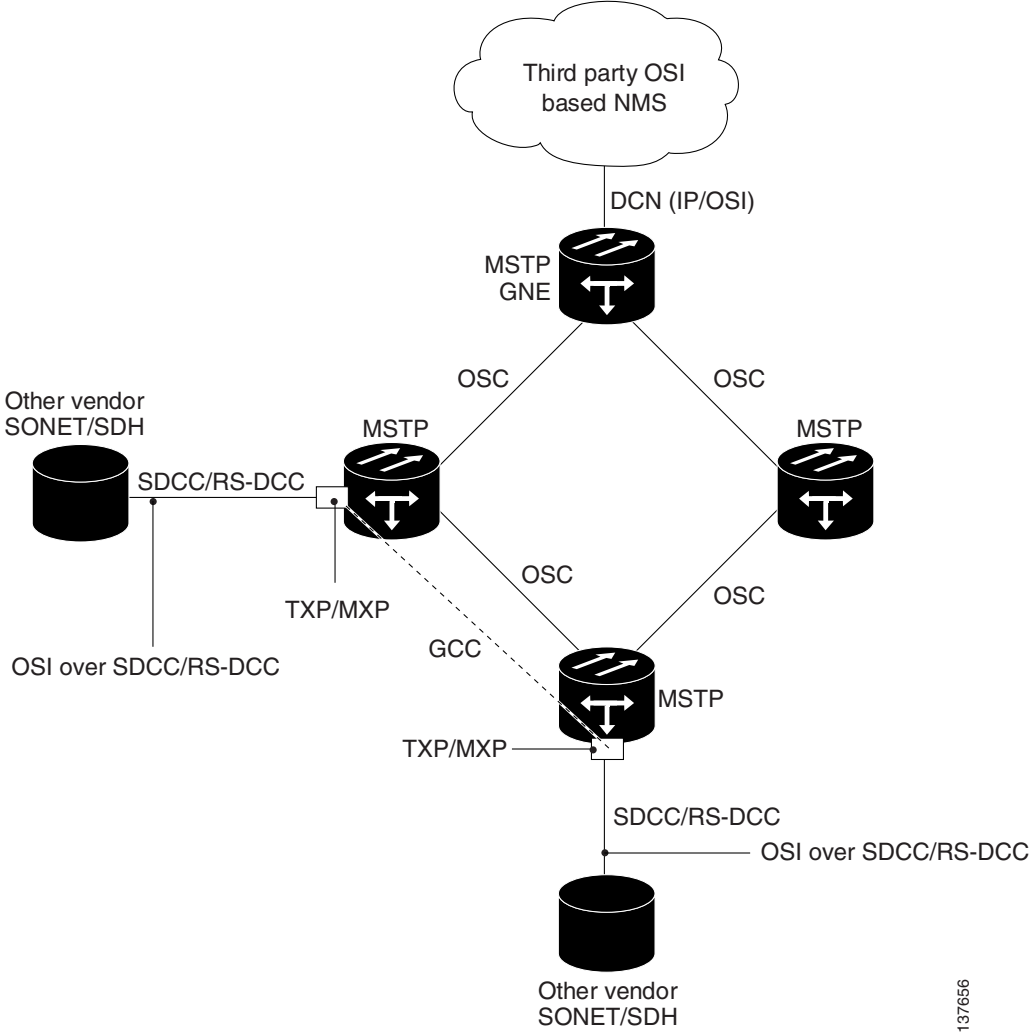 Third party OSI
based NMS
DCN (IP/OSI)
MSTP
GNE
OSC
OSC
Other vendor
SONET/SDH
MSTP
MSTP
SDCC/RS-DCC
OSC
OSC
TXP/MXP
GCC
OSI over SDCC/RS-DCC
MSTP
TXP/MXP
SDCC/RS-DCC
OSI over SDCC/RS-DCC
Other vendor
SONET/SDH
137656